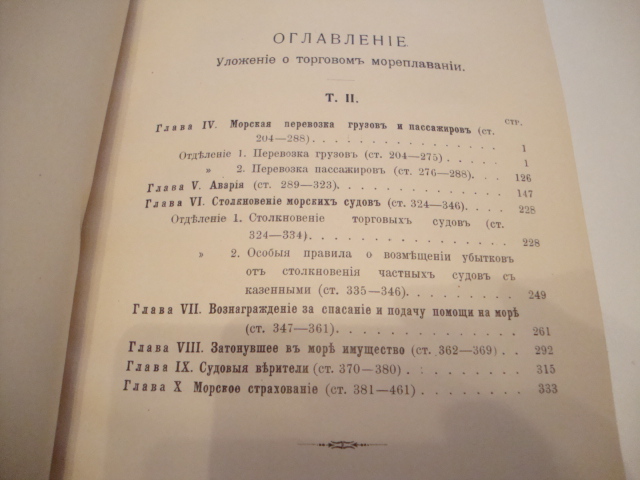 ОГЛАВЛЕНІЕ
Уложеніе о торговомъ мореплаваніи.
Т. II.
стр.
Глава IV. Морская перевозка грузовъ и пассажировъ (ст.
204—288) . . . . . . . . . . . . . 1
Отдѣленіе 1. Перевозка грузовъ (ст. 204—275) . . . . 1
» 2. Перевозка пассажировъ (ст. 276—288) . . 126
Глава V. Аварія (ст. 289—323) . . . . . . . . . . 147
Глава VI. Столкновеніе морскихъ судовъ (ст. 324—346) . . 228
Отдѣленіе 1. Столкновеніе торговыхъ судовъ (ст.
324—334) . . . . . . . . . . . . 228
» 2. Особыя правила о возмѣщеніи убытковъ
отъ столкновенія частныхъ судовъ съ
казенными (ст. 335—346) . . . . . . . 249
Глава VII. Вознагражденіе за спасаніе и подачу помощи на морѣ
(ст. 347—361) . . . . . . . . . . . . 261
Глава VIII. Затонувшее въ морѣ имущество (ст. 362—369) . . 292
Глава IX. Судовыя вѣрители (ст. 370—380) . . . . . . 315
Глава X Морское страхованіе (ст. 381—461) . . . . . . 333